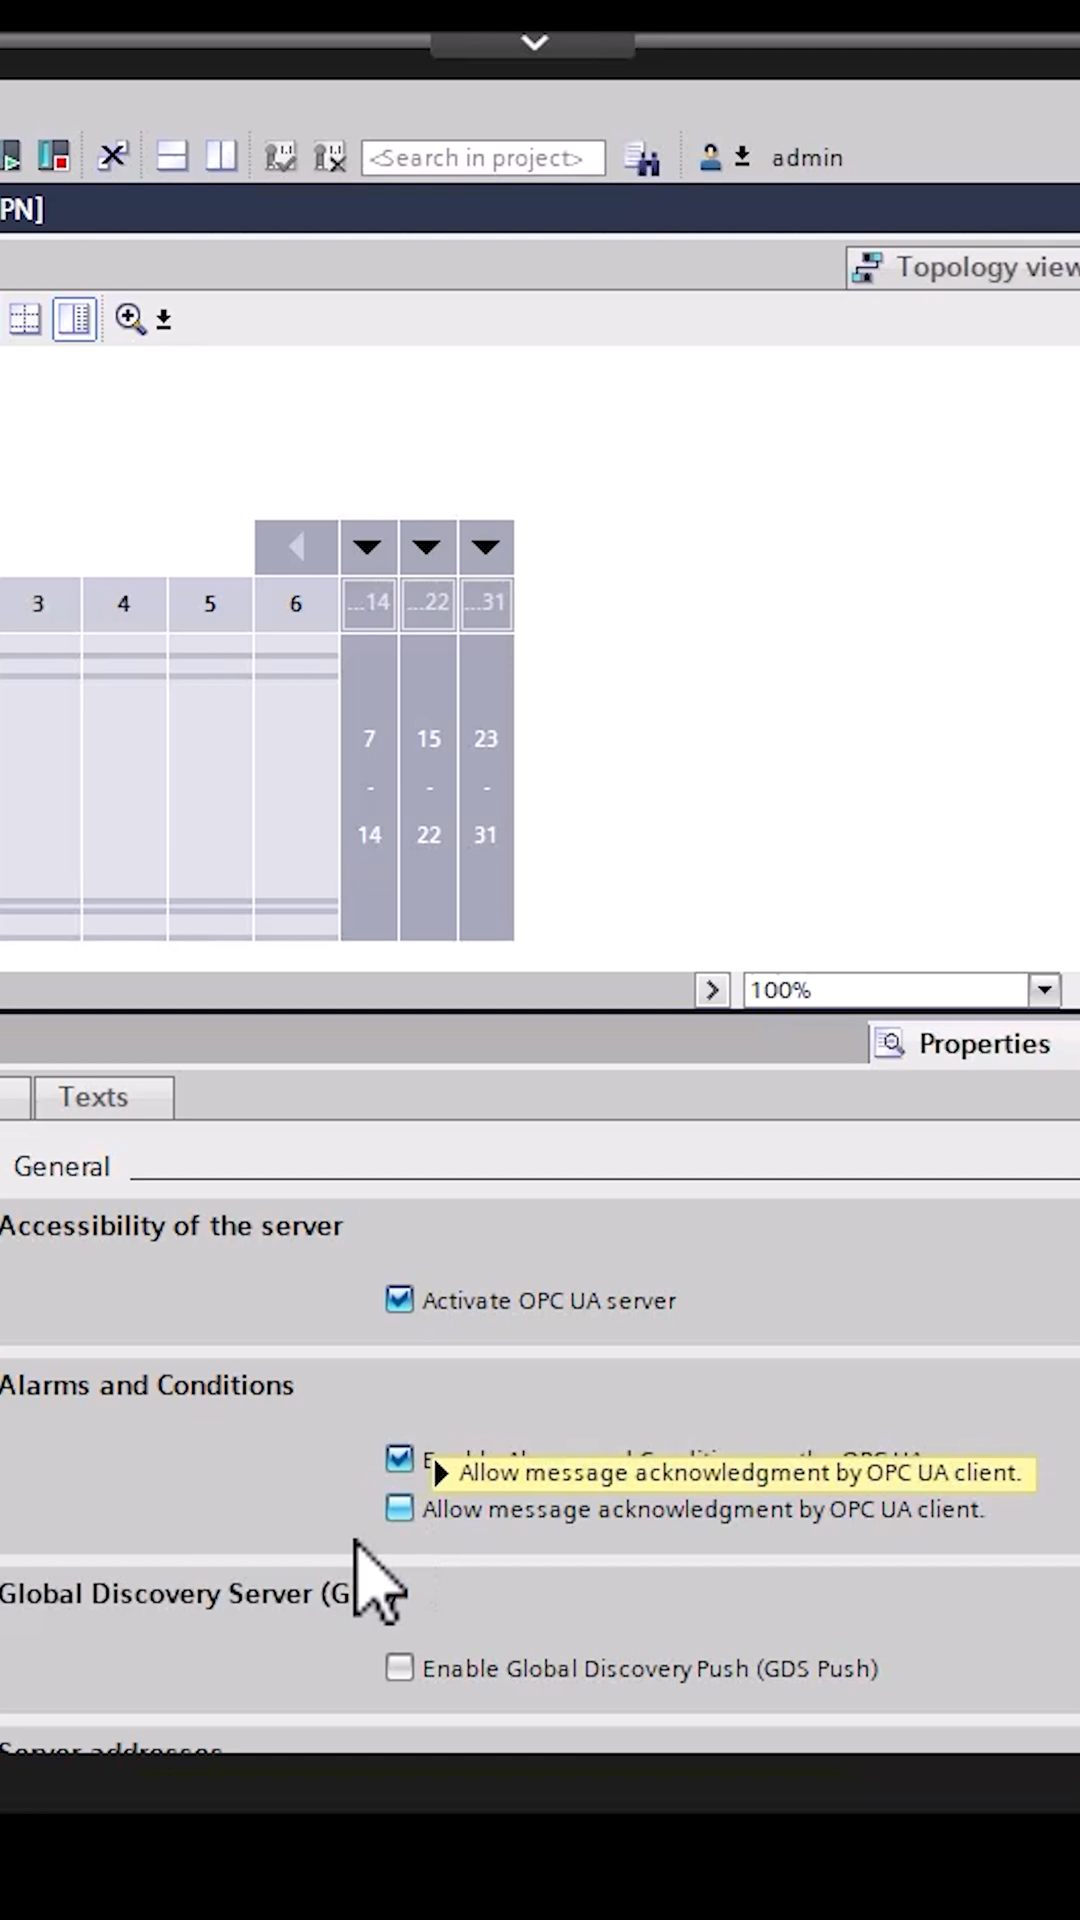 <Search in project>
admin
PN]
Topology view
3 4 5 6 ...14 ...22 ...31
7 15 23
- - -
14 22 31
100%
Properties
Texts
General
Accessibility of the server
Activate OPC UA server
Alarms and Conditions
Allow message acknowledgment by OPC UA client.
Allow message acknowledgment by OPC UA client.
Global Discovery Server (G
Enable Global Discovery Push (GDS Push)
Server addresses